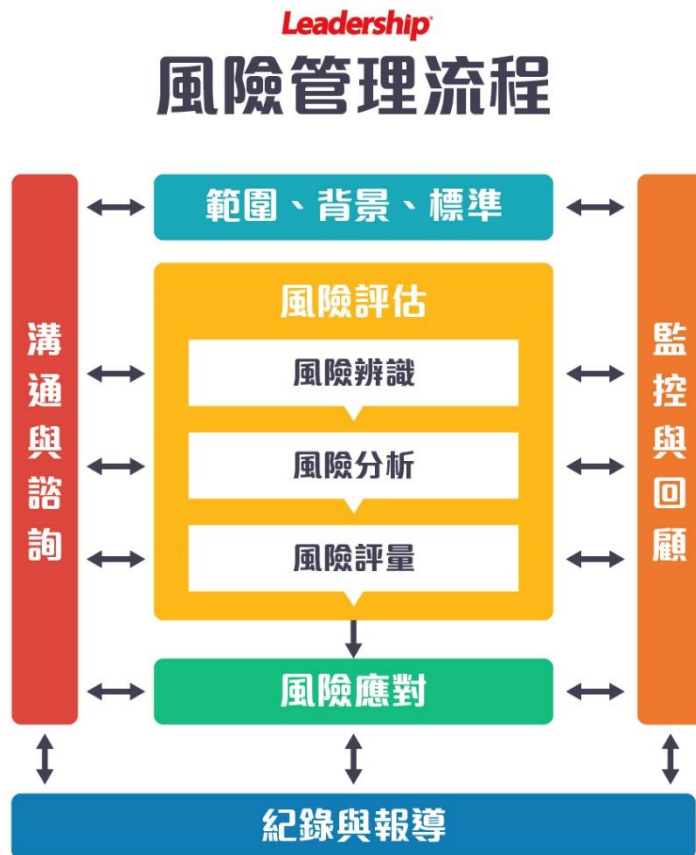 Leadership
風險管理流程
範圍、背景、標準
風險評估
風險辨識
風險分析
風險評量
風險應對
溝通與諮詢
監控與回顧
紀錄與報導